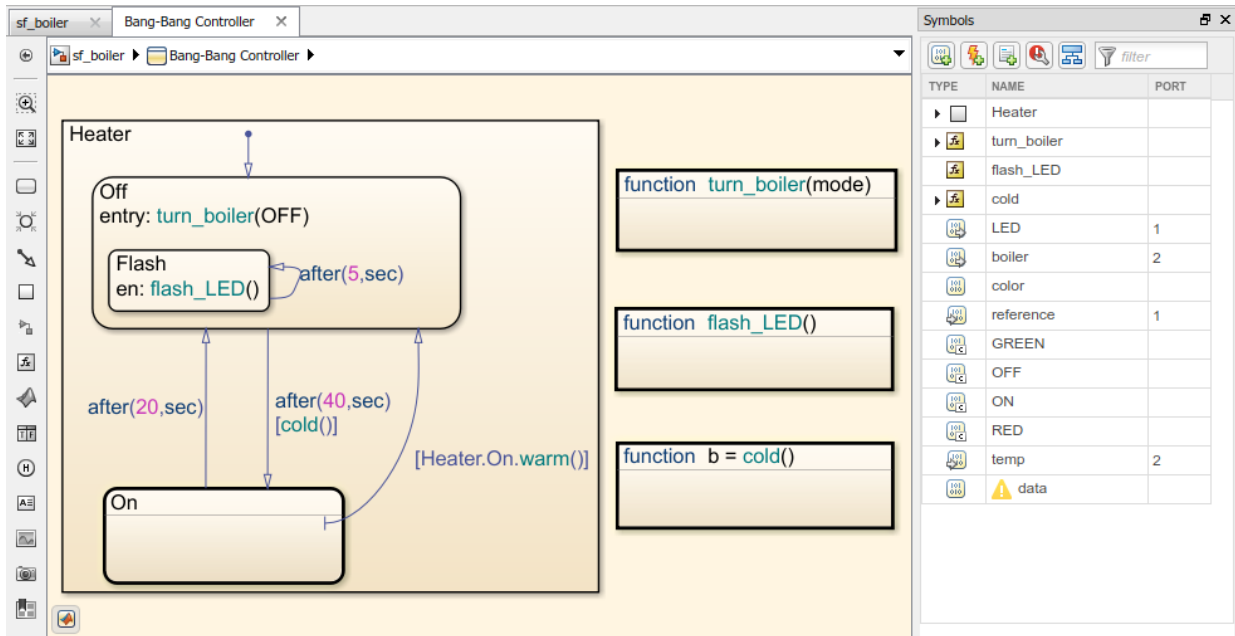 sf_boiler
Bang-Bang Controller
Symbols
sf_boiler
Bang-Bang Controller
filter
TYPE NAME PORT
Heater
turn_boiler
flash_LED
cold
LED 1
boiler 2
color
reference 1
GREEN
OFF
ON
RED
temp 2
data
Heater
Off
entry: turn_boiler(OFF)
Flash
en: flash_LED()
after(5,sec)
after(20,sec)
after(40,sec)
[cold()]
[Heater.On.warm()]
On
function turn_boiler(mode)
function flash_LED()
function b = cold()